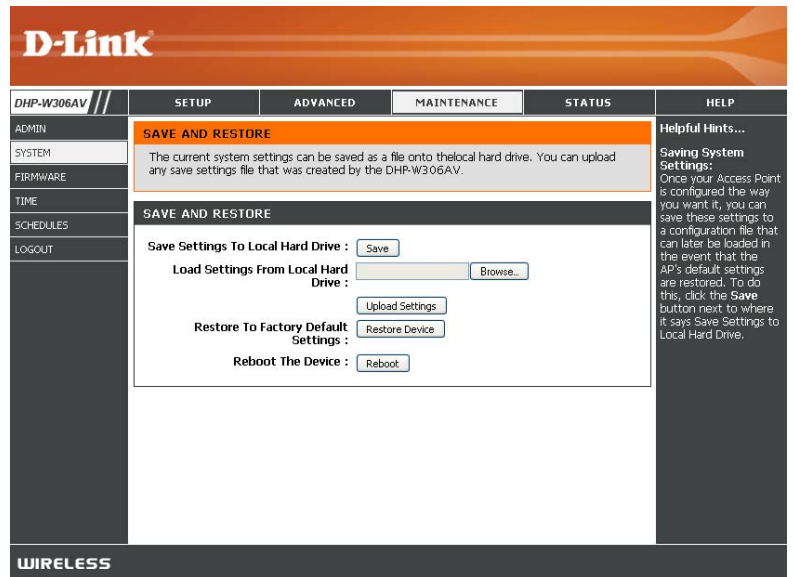 D-Link
DHP-W306AV
SETUP
ADVANCED
MAINTENANCE
STATUS
HELP
ADMIN
SYSTEM
FIRMWARE
TIME
SCHEDULES
LOGOUT
SAVE AND RESTORE
The current system settings can be saved as a file onto thelocal hard drive. You can upload
any save settings file that was created by the DHP-W306AV.
SAVE AND RESTORE
Save Settings To Local Hard Drive : Save
Load Settings From Local Hard
Drive : Browse...
Upload Settings
Restore To Factory Default
Settings : Restore Device
Reboot The Device : Reboot
Helpful Hints...
Saving System
Settings:
Once your Access Point
is configured the way
you want it, you can
save these settings to
a configuration file that
can later be loaded in
the event that the
AP's default settings
are restored. To do
this, click the Save
button next to where
it says Save Settings to
Local Hard Drive.
WIRELESS